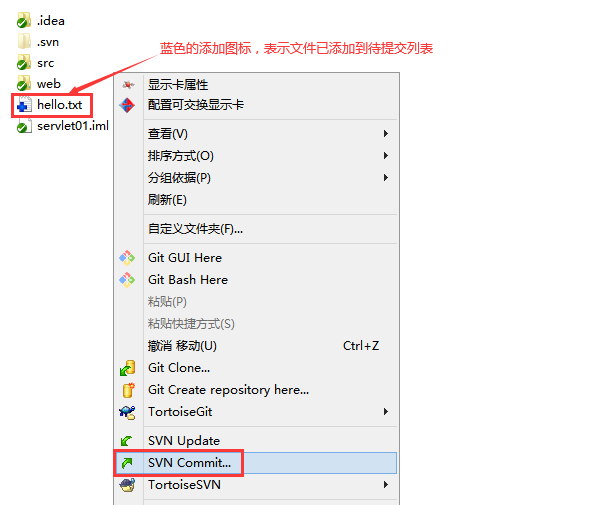 .idea
.svn
蓝色的添加图标，表示文件已添加到待提交列表
src
web
hello.txt
servlet01.iml
显示卡属性
配置可交换显示卡
查看(V)
排序方式(O)
分组依据(P)
刷新(E)
自定义文件夹(F)...
Git GUI Here
Git Bash Here
粘贴(P)
粘贴快捷方式(S)
撤消 移动(U) Ctrl+Z
Git Clone...
Git Create repository here...
TortoiseGit
SVN Update
SVN Commit...
TortoiseSVN